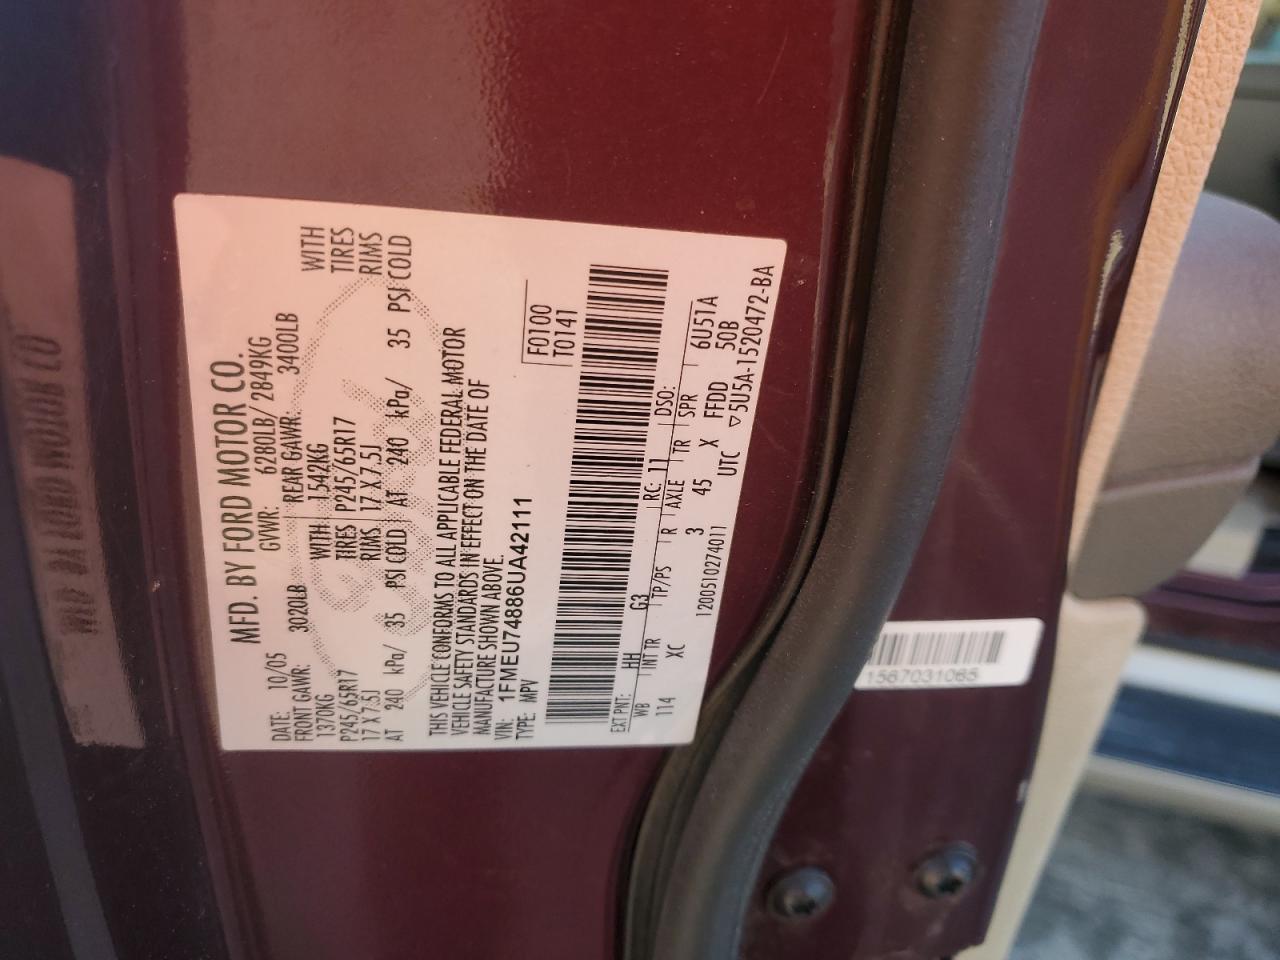 MFD. BY FORD MOTOR CO.
DATE: 10/05 GVWR: 6280LB/ 2849KG
FRONT GAWR: 3020LB REAR GAWR: 3400LB
1370KG WITH 1542KG WITH
P245/65R17 TIRES P245/65R17 TIRES
17 X 7.5J RIMS 17 X 7.5J RIMS
AT 240 kPa/ 35 PSI COLD AT 240 kPa/ 35 PSI COLD
THIS VEHICLE CONFORMS TO ALL APPLICABLE FEDERAL MOTOR
VEHICLE SAFETY STANDARDS IN EFFECT ON THE DATE OF
MANUFACTURE SHOWN ABOVE.
VIN: 1FMEU74886UA42111
TYPE: MPV
F0100
T0141
EXT PNT: HH G3 RC: 11 DSO:
WB INT TR TP/PS R AXLE TR SPR 6U51A
114 XC 3 45 X FFDD 50B
1200510274011 UTC ▽5U5A-1520472-BA
1567031065